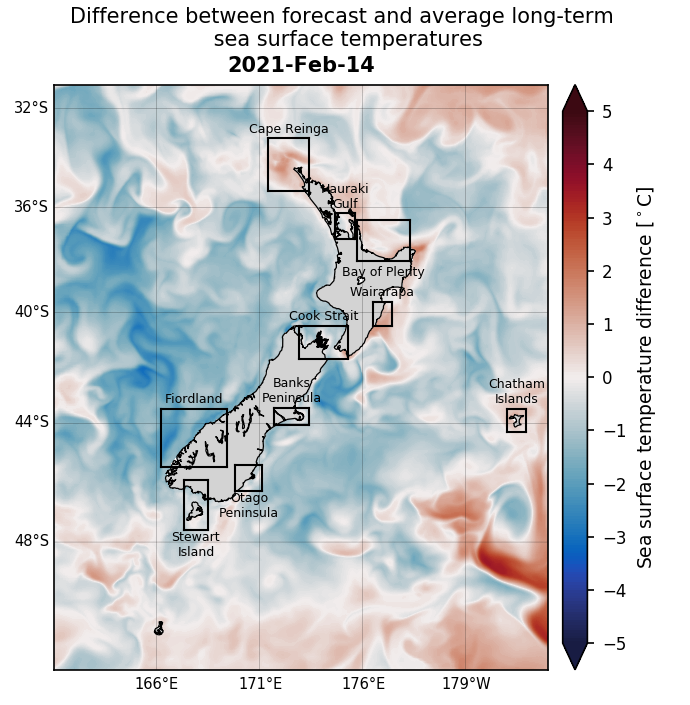 Difference between forecast and average long-term
sea surface temperatures
2021-Feb-14
32°S
36°S
40°S
44°S
48°S
166°E
171°E
176°E
179°W
Cape Reinga
Hauraki
Gulf
Bay of Plenty
Wairarapa
Cook Strait
Banks
Peninsula
Fiordland
Chatham
Islands
Otago
Peninsula
Stewart
Island
5
4
3
2
1
0
−1
−2
−3
−4
−5
Sea surface temperature difference [°C]